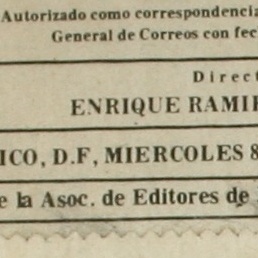 Autorizado como correspondencia
General de Correos con fec
Direct
ENRIQUE RAMI
ICO, D.F, MIERCOLES 8
e la Asoc. de Editores de